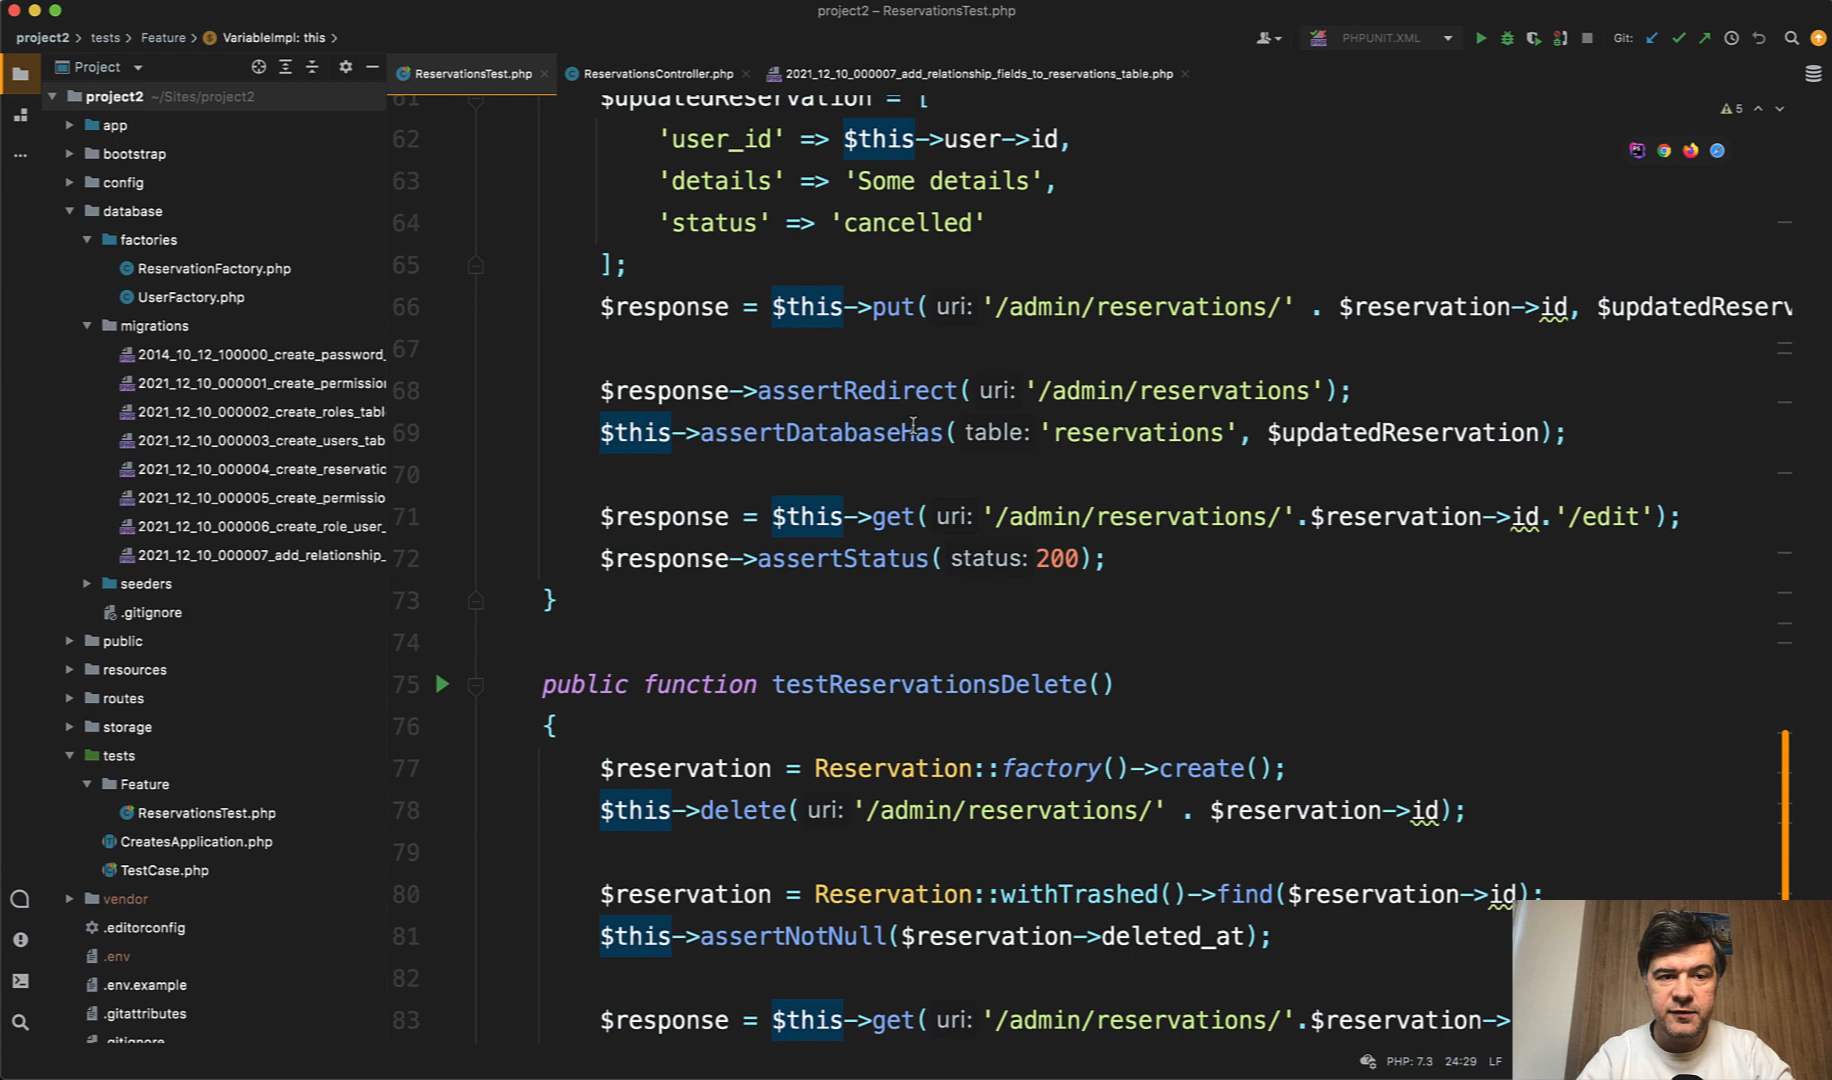 project2 – ReservationsTest.php
project2 > tests > Feature > VariableImpl: this >
PHPUNIT.XML
Git:
Project
ReservationsTest.php
ReservationsController.php
2021_12_10_000007_add_relationship_fields_to_reservations_table.php
project2 ~/Sites/project2
app
bootstrap
config
database
factories
ReservationFactory.php
UserFactory.php
migrations
2014_10_12_100000_create_password_
2021_12_10_000001_create_permission
2021_12_10_000002_create_roles_tabl
2021_12_10_000003_create_users_tab
2021_12_10_000004_create_reservatio
2021_12_10_000005_create_permissio
2021_12_10_000006_create_role_user_
2021_12_10_000007_add_relationship_
seeders
.gitignore
public
resources
routes
storage
tests
Feature
ReservationsTest.php
CreatesApplication.php
TestCase.php
vendor
.editorconfig
.env
.env.example
.gitattributes
.gitignore
5
61 $updatedReservation = [
62 'user_id' => $this->user->id,
63 'details' => 'Some details',
64 'status' => 'cancelled'
65 ];
66 $response = $this->put( uri: '/admin/reservations/' . $reservation->id, $updatedReserv
67
68 $response->assertRedirect( uri: '/admin/reservations');
69 $this->assertDatabaseHas( table: 'reservations', $updatedReservation);
70
71 $response = $this->get( uri: '/admin/reservations/'.$reservation->id.'/edit');
72 $response->assertStatus( status: 200);
73 }
74
75 public function testReservationsDelete()
76 {
77 $reservation = Reservation::factory()->create();
78 $this->delete( uri: '/admin/reservations/' . $reservation->id);
79
80 $reservation = Reservation::withTrashed()->find($reservation->id);
81 $this->assertNotNull($reservation->deleted_at);
82
83 $response = $this->get( uri: '/admin/reservations/'.$reservation->
PHP: 7.3 24:29 LF